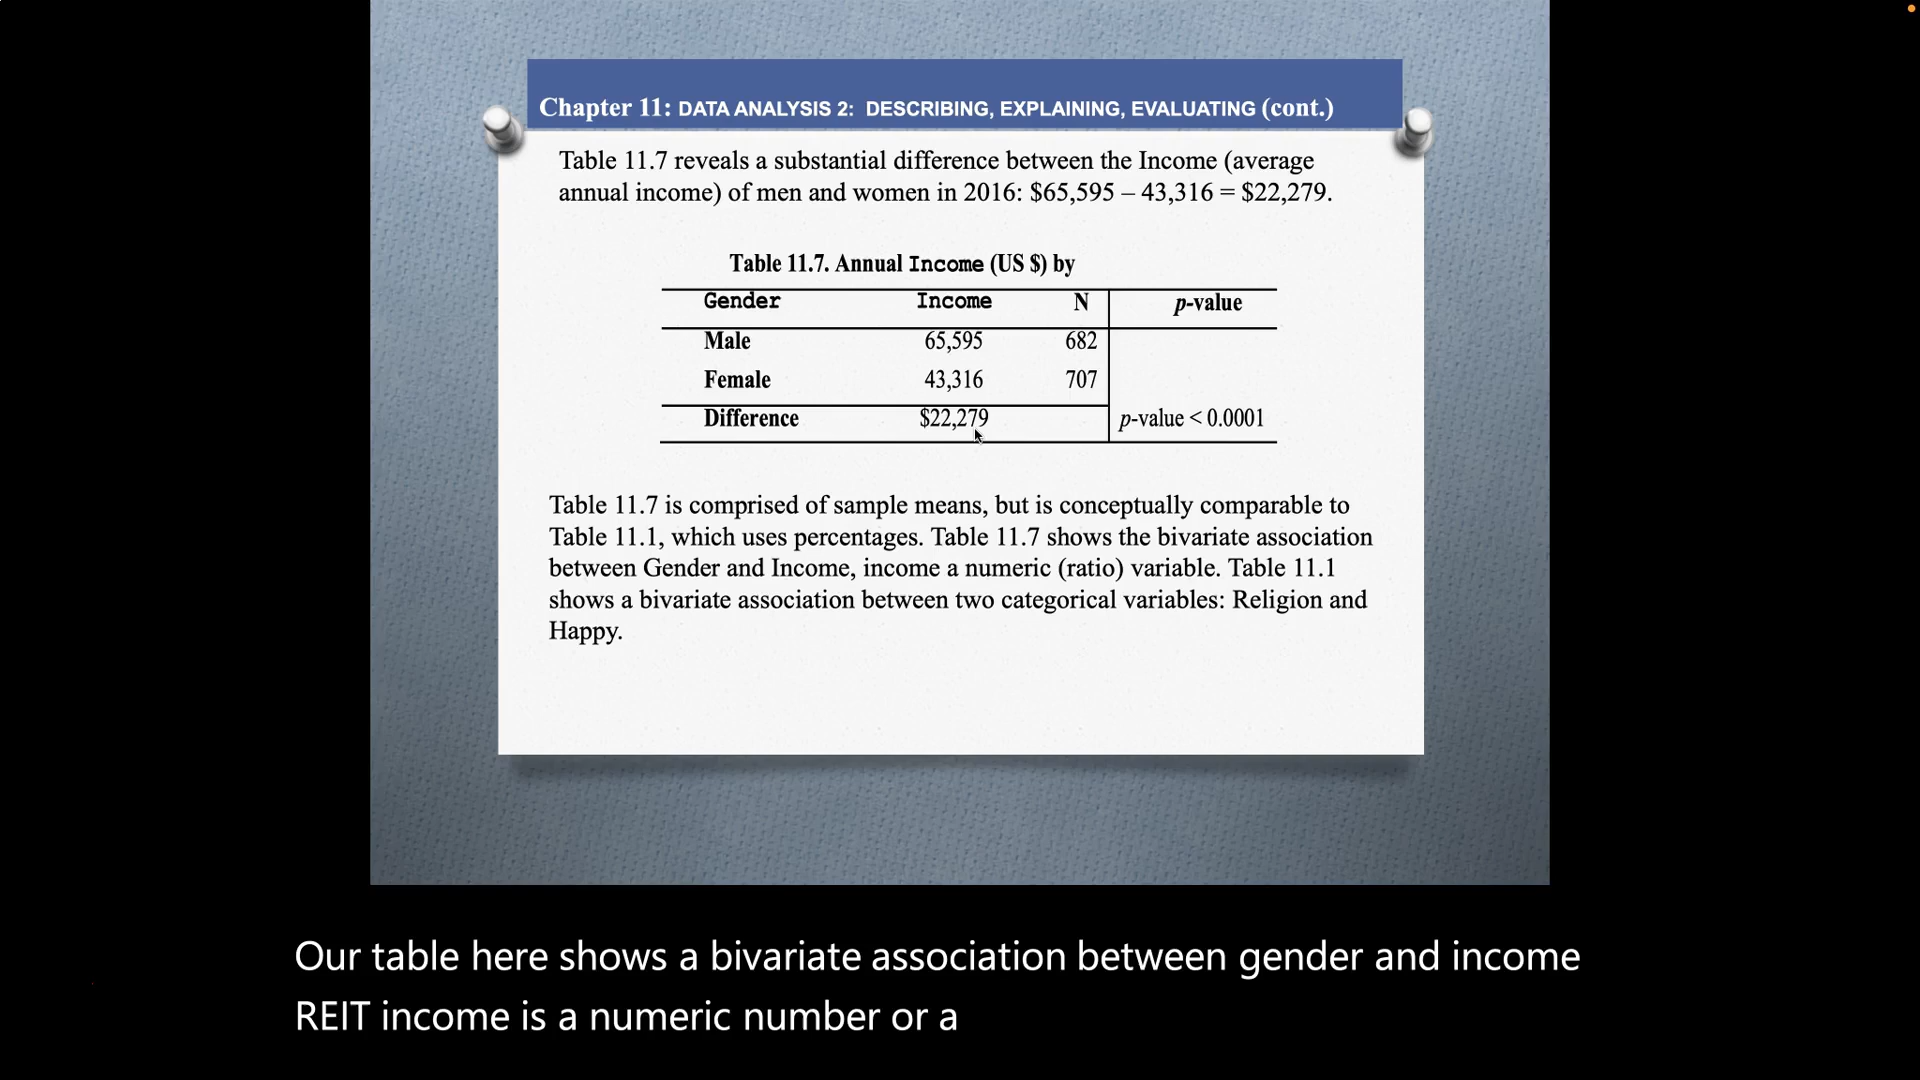 Chapter 11: DATA ANALYSIS 2: DESCRIBING, EXPLAINING, EVALUATING (cont.)
Table 11.7 reveals a substantial difference between the Income (average
annual income) of men and women in 2016: $65,595 – 43,316 = $22,279.
Table 11.7. Annual Income (US $) by
Gender Income N p-value
Male 65,595 682
Female 43,316 707
Difference $22,279 p-value < 0.0001
Table 11.7 is comprised of sample means, but is conceptually comparable to
Table 11.1, which uses percentages. Table 11.7 shows the bivariate association
between Gender and Income, income a numeric (ratio) variable. Table 11.1
shows a bivariate association between two categorical variables: Religion and
Happy.
Our table here shows a bivariate association between gender and income
REIT income is a numeric number or a